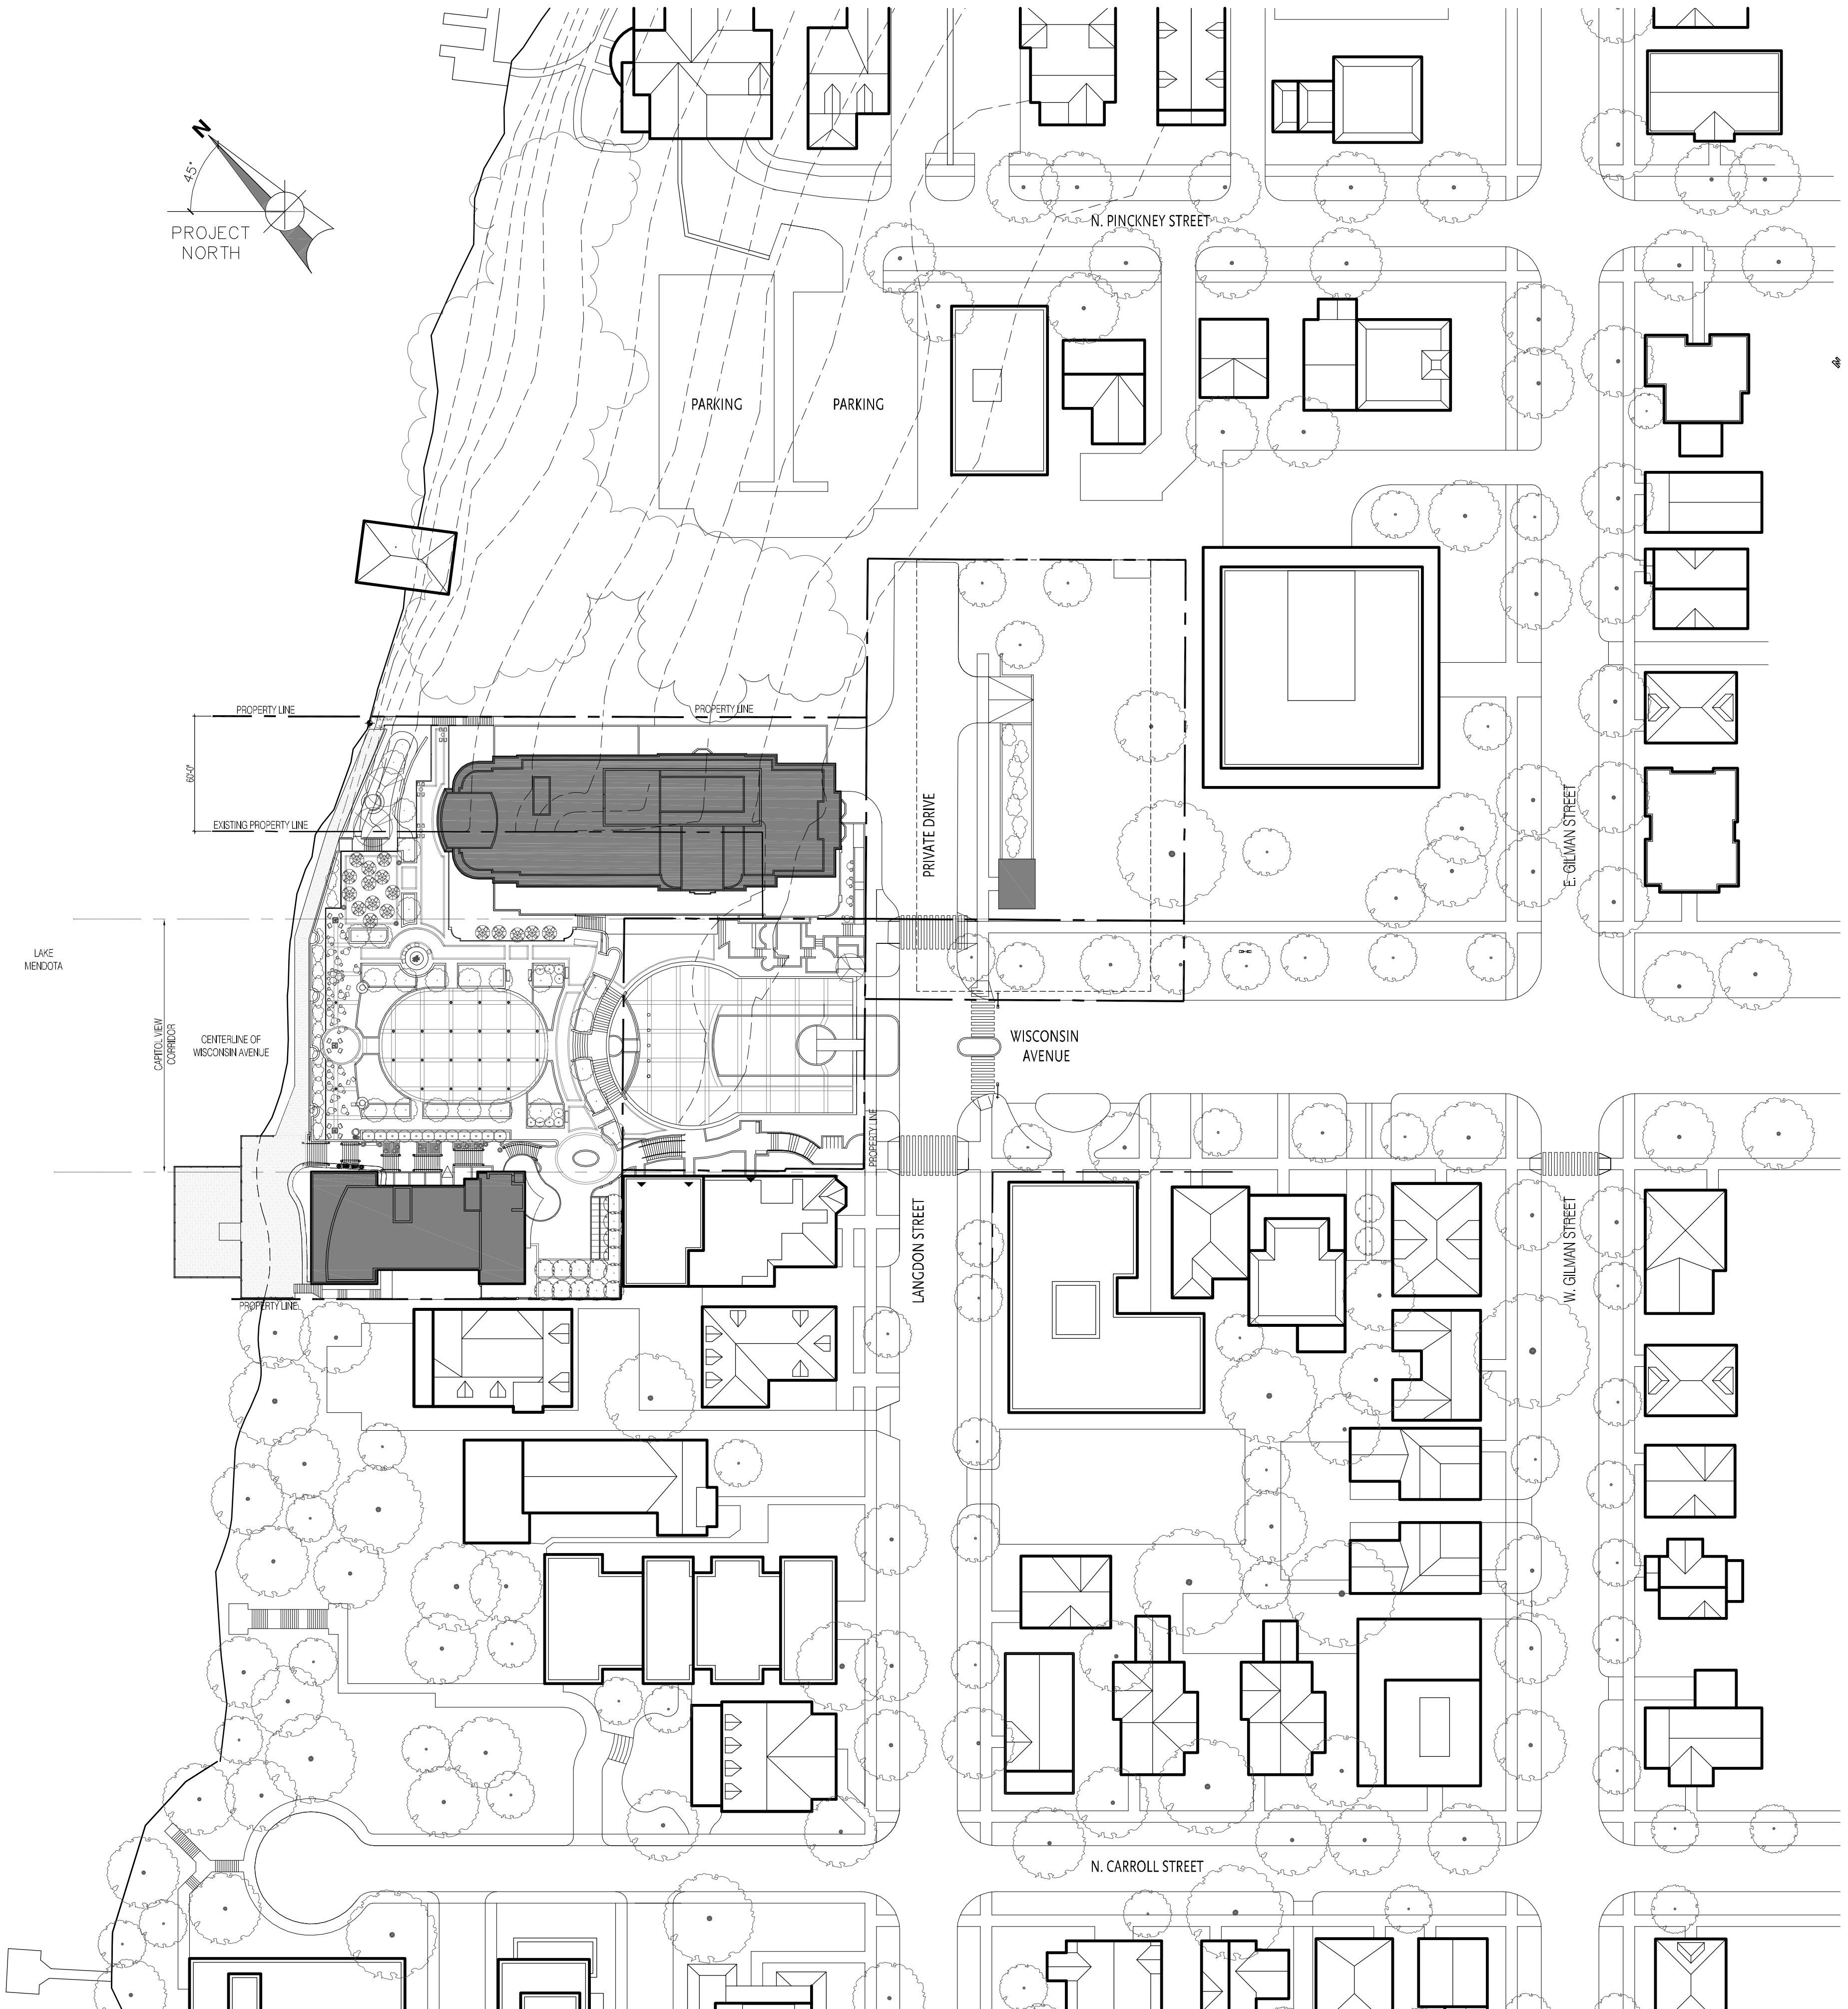 N
45°
PROJECT
NORTH
N. PINCKNEY STREET
PARKING
PARKING
PROPERTY LINE
PROPERTY LINE
60'-0"
EXISTING PROPERTY LINE
PRIVATE DRIVE
E. GILMAN STREET
LAKE
MENDOTA
CAPITOL VIEW
CORRIDOR
CENTERLINE OF
WISCONSIN AVENUE
WISCONSIN
AVENUE
PROPERTY LINE
LANGDON STREET
W. GILMAN STREET
PROPERTY LINE
N. CARROLL STREET